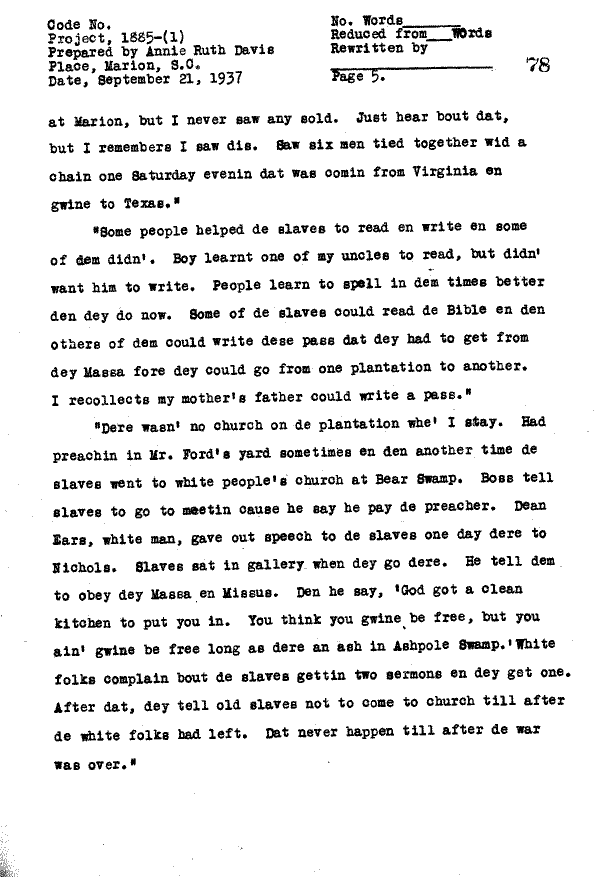 Code No.
Project, 1885-(1)
Prepared by Annie Ruth Davis
Place, Marion, S.C.
Date, September 21, 1937
No. Words
Reduced from Words
Rewritten by
Page 5.
78
at Marion, but I never saw any sold. Just hear bout dat,
but I remembers I saw dis. Saw six men tied together wid a
chain one Saturday evenin dat was comin from Virginia en
gwine to Texas."
"Some people helped de slaves to read en write en some
of dem didn'. Boy learnt one of my uncles to read, but didn'
want him to write. People learn to spell in dem times better
den dey do now. Some of de slaves could read de Bible en den
others of dem could write dese pass dat dey had to get from
dey Massa fore dey could go from one plantation to another.
I recollects my mother's father could write a pass."
"Dere wasn' no church on de plantation whe' I stay. Had
preachin in Mr. Ford's yard sometimes en den another time de
slaves went to white people's church at Bear Swamp. Boss tell
slaves to go to meetin cause he say he pay de preacher. Dean
Ears, white man, gave out speech to de slaves one day dere to
Nichols. Slaves sat in gallery when dey go dere. He tell dem
to obey dey Massa en Missus. Den he say, 'God got a clean
kitchen to put you in. You think you gwine be free, but you
ain' gwine be free long as dere an ash in Ashpole Swamp.' White
folks complain bout de slaves gettin two sermons en dey get one.
After dat, dey tell old slaves not to come to church till after
de white folks had left. Dat never happen till after de war
was over."